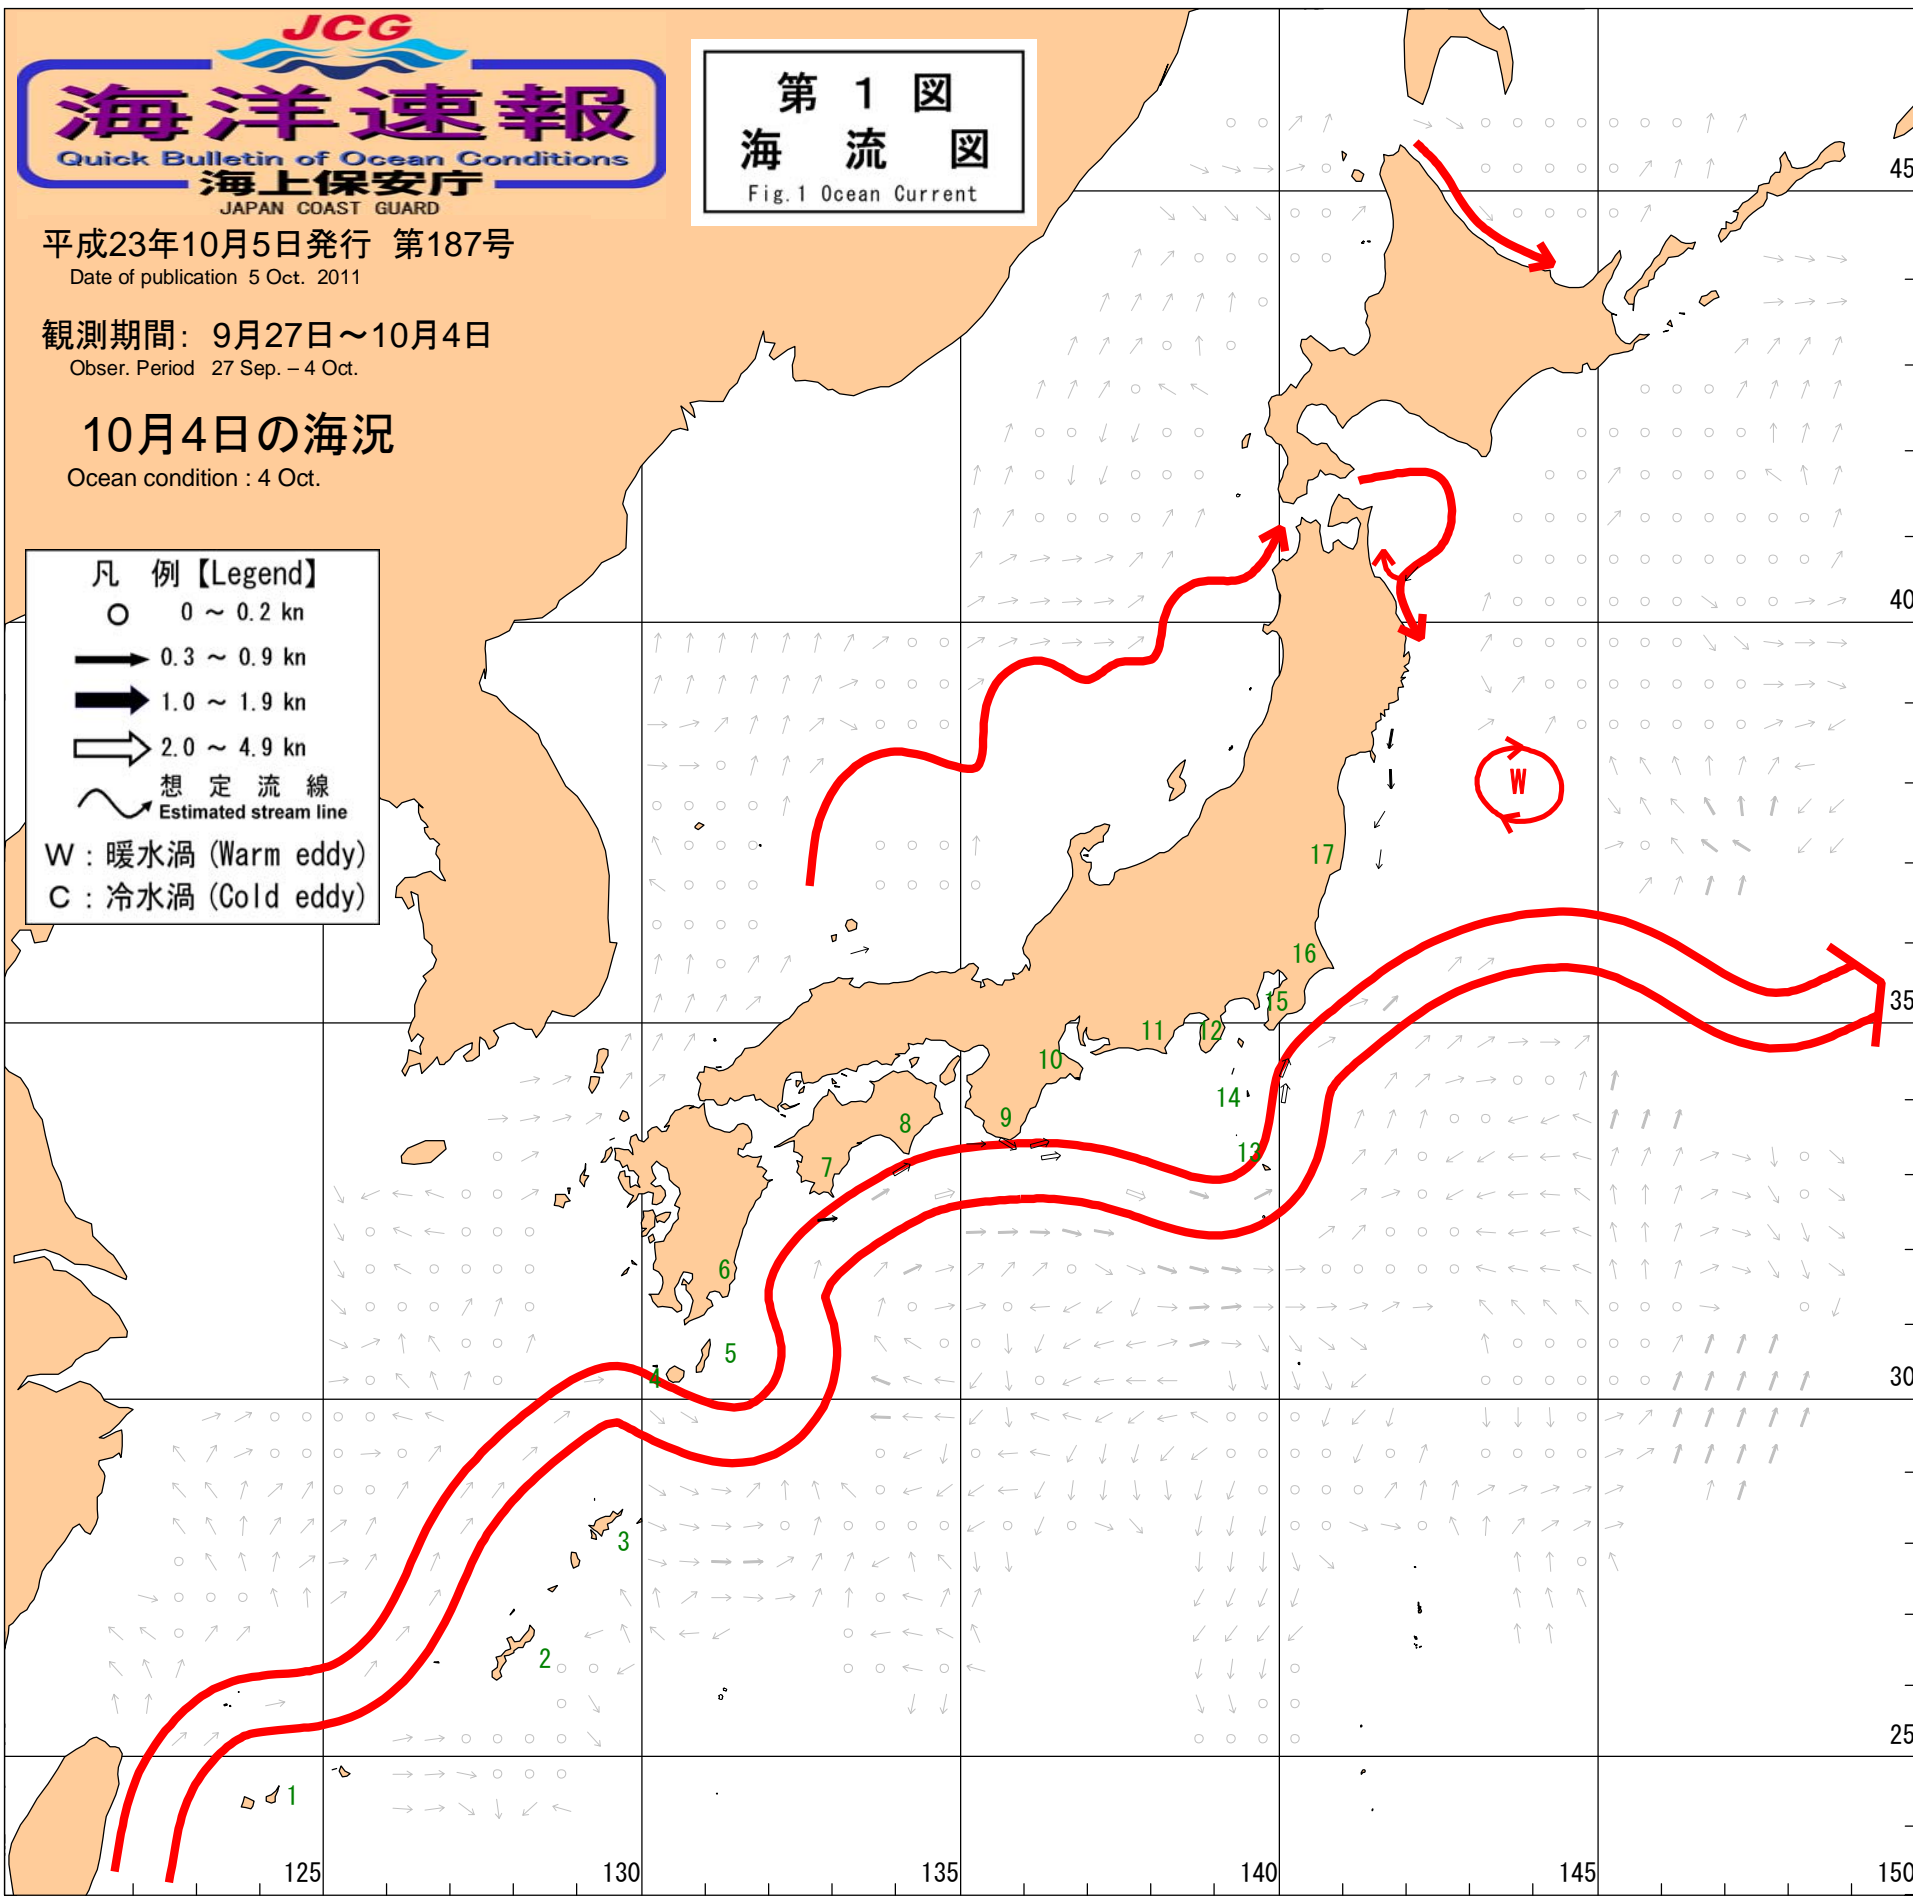 JCG
海洋速報
Quick Bulletin of Ocean Conditions
海上保安庁
JAPAN COAST GUARD
第 1 図
海 流 図
Fig.1 Ocean Current
平成23年10月5日発行 第187号
Date of publication 5 Oct. 2011
観測期間: 9月27日~10月4日
Obser. Period 27 Sep. – 4 Oct.
10月4日の海況
Ocean condition : 4 Oct.
凡 例【Legend】
0 ~ 0.2 kn
0.3 ~ 0.9 kn
1.0 ~ 1.9 kn
2.0 ~ 4.9 kn
想 定 流 線
Estimated stream line
W : 暖水渦 (Warm eddy)
C : 冷水渦 (Cold eddy)
45
40
W
17
16
35
15
12
11
10
14
9
8
13
7
6
5
4
30
3
2
25
1
125
130
135
140
145
150